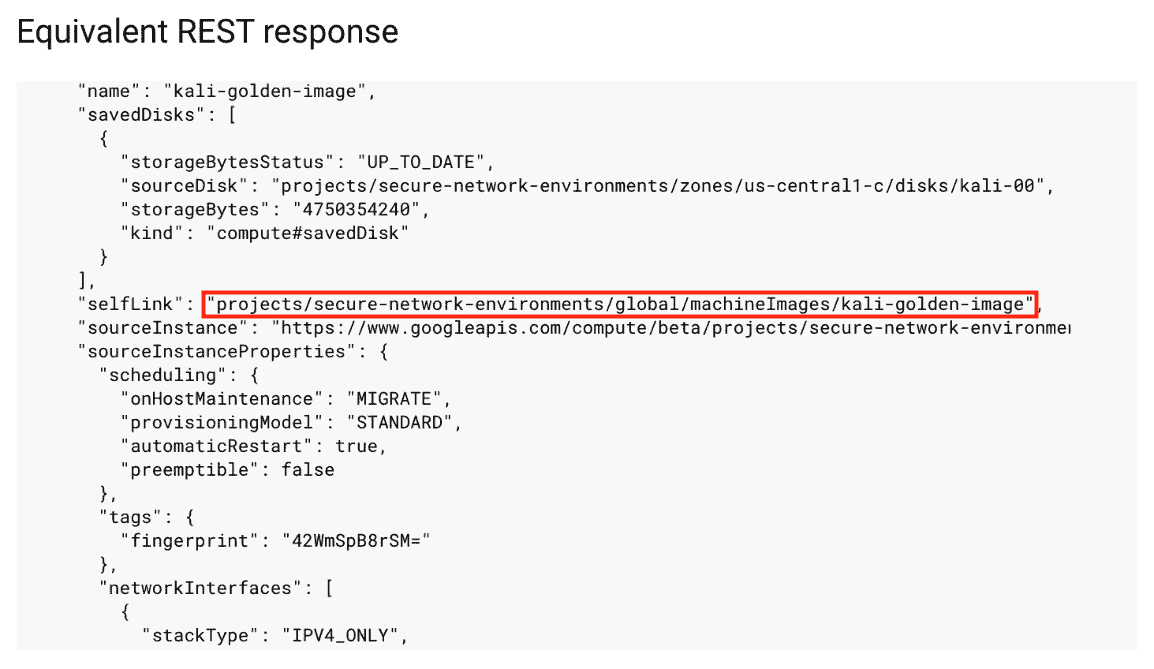 Equivalent REST response
"name": "kali-golden-image",
"savedDisks": [
{
"storageBytesStatus": "UP_TO_DATE",
"sourceDisk": "projects/secure-network-environments/zones/us-central1-c/disks/kali-00",
"storageBytes": "4750354240",
"kind": "compute#savedDisk"
}
],
"selfLink": "projects/secure-network-environments/global/machineImages/kali-golden-image",
"sourceInstance": "https://www.googleapis.com/compute/beta/projects/secure-network-environme
"sourceInstanceProperties": {
"scheduling": {
"onHostMaintenance": "MIGRATE",
"provisioningModel": "STANDARD",
"automaticRestart": true,
"preemptible": false
},
"tags": {
"fingerprint": "42WmSpB8rSM="
},
"networkInterfaces": [
{
"stackType": "IPV4_ONLY",